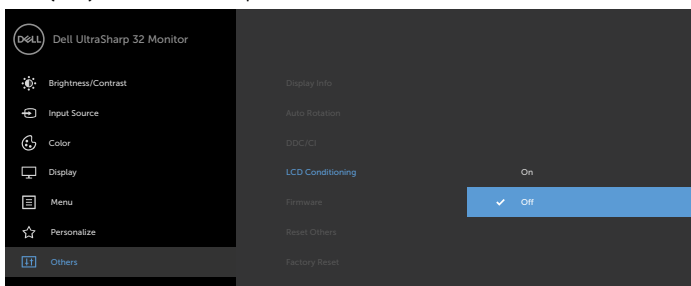 DELL Dell UltraSharp 32 Monitor
Brightness/Contrast
Display Info
Input Source
Auto Rotation
Color
DDC/CI
Display
LCD Conditioning
On
Menu
Firmware
Off
Personalize
Reset Others
Others
Factory Reset